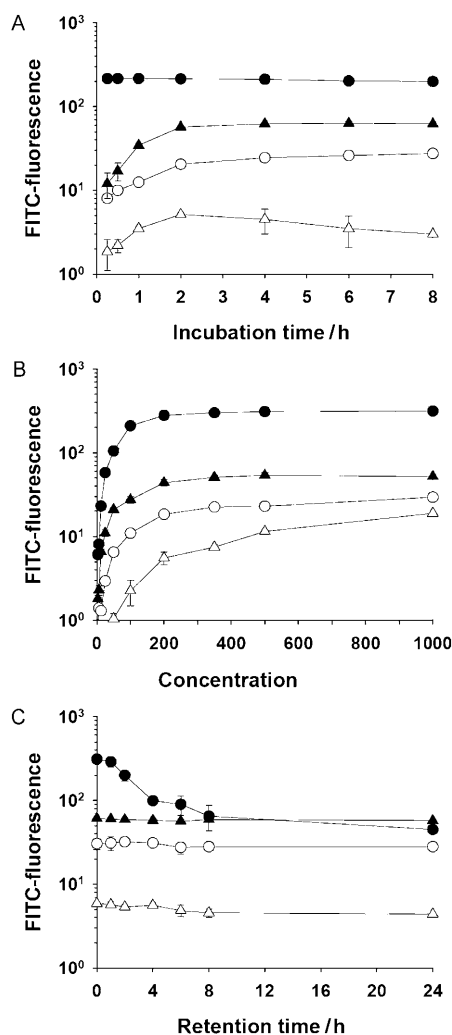 A
FITC-fluorescence
10³
10²
10¹
10⁰
0 1 2 3 4 5 6 7 8
Incubation time / h
B
FITC-fluorescence
10³
10²
10¹
10⁰
0 200 400 600 800 1000
Concentration
C
FITC-fluorescence
10³
10²
10¹
10⁰
0 4 8 12 16 20 24
Retention time / h